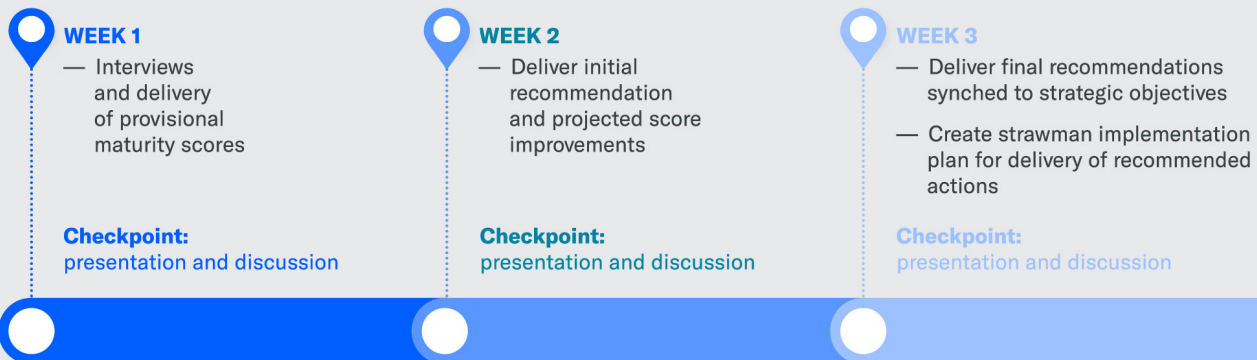 WEEK 1
— Interviews
and delivery
of provisional
maturity scores
Checkpoint:
presentation and discussion
WEEK 2
— Deliver initial
recommendation
and projected score
improvements
Checkpoint:
presentation and discussion
WEEK 3
— Deliver final recommendations
synched to strategic objectives
— Create strawman implementation
plan for delivery of recommended
actions
Checkpoint:
presentation and discussion